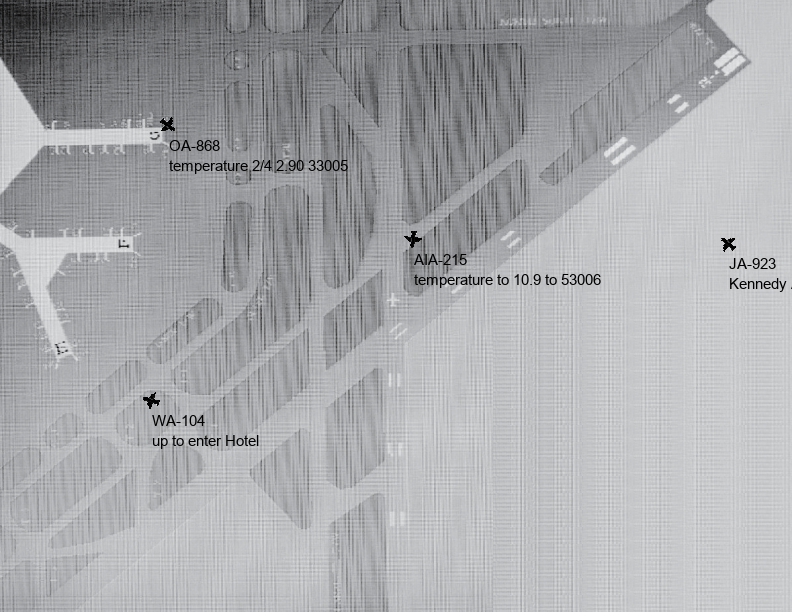 OA-868
temperature 2/4 2.90 33005
AIA-215
temperature to 10.9 to 53006
JA-923
Kennedy
WA-104
up to enter Hotel